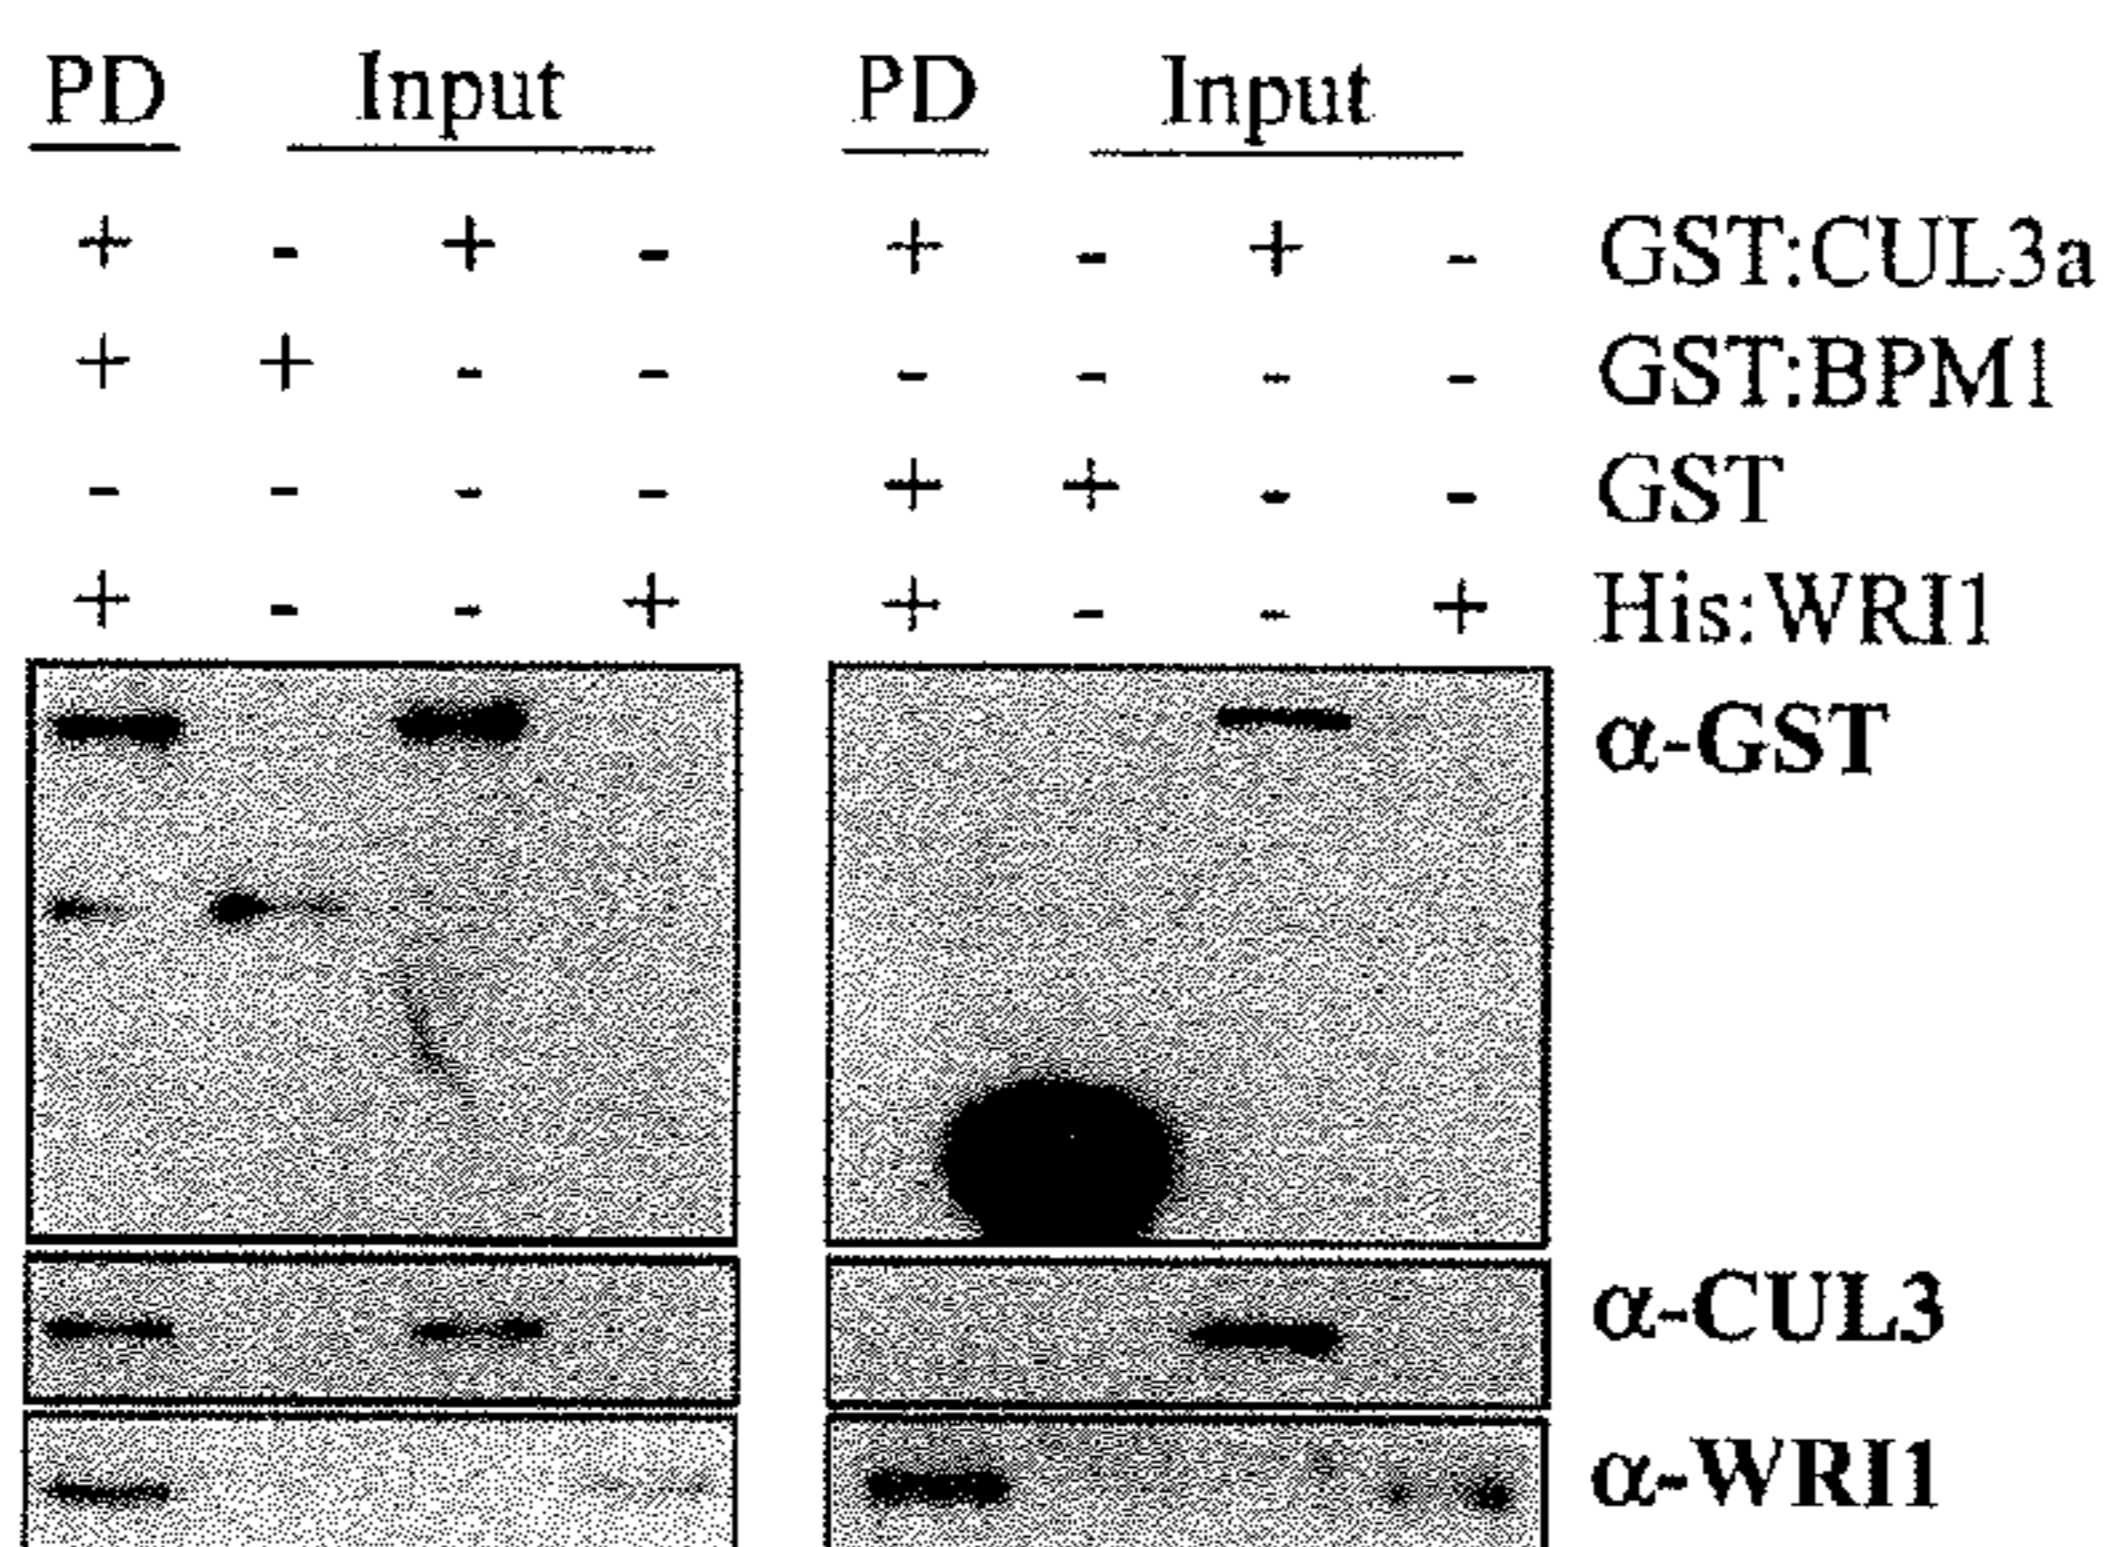 PD Input PD Input
+ - + - + - + - GST:CUL3a
+ + - - - - - - GST:BPM1
- - - - + + - - GST
+ - - + + - - + His:WRI1
α-GST
α-CUL3
α-WRI1